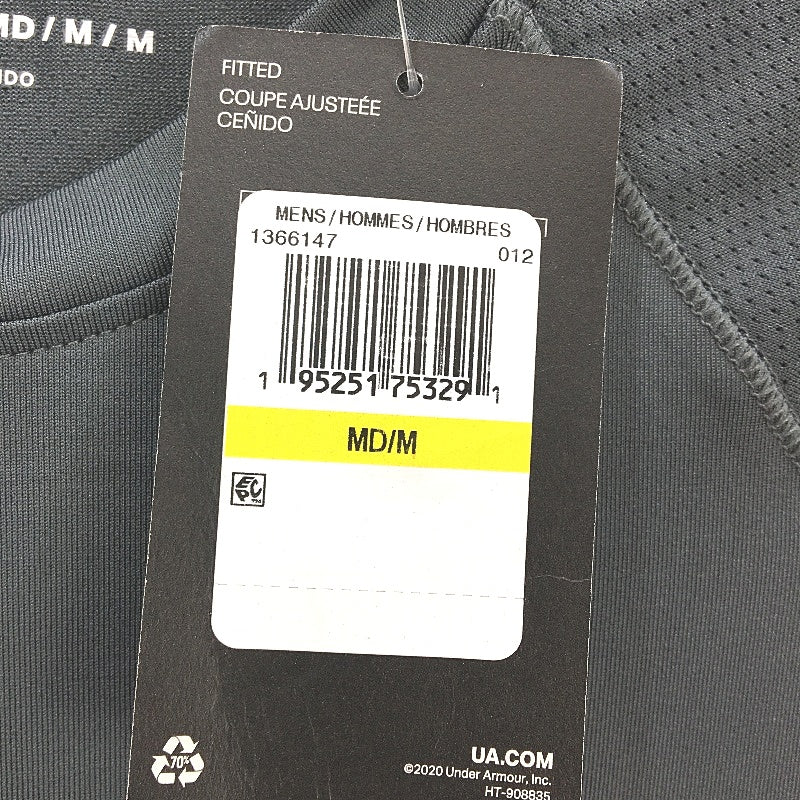 MD / M / M
FITTED
COUPE AJUSTEÉE
CEÑIDO
MENS / HOMMES / HOMBRES
1366147
012
1 95251 75329 1
MD/M
EPC
70%
UA.COM
©2020 Under Armour, Inc.
HT-908835